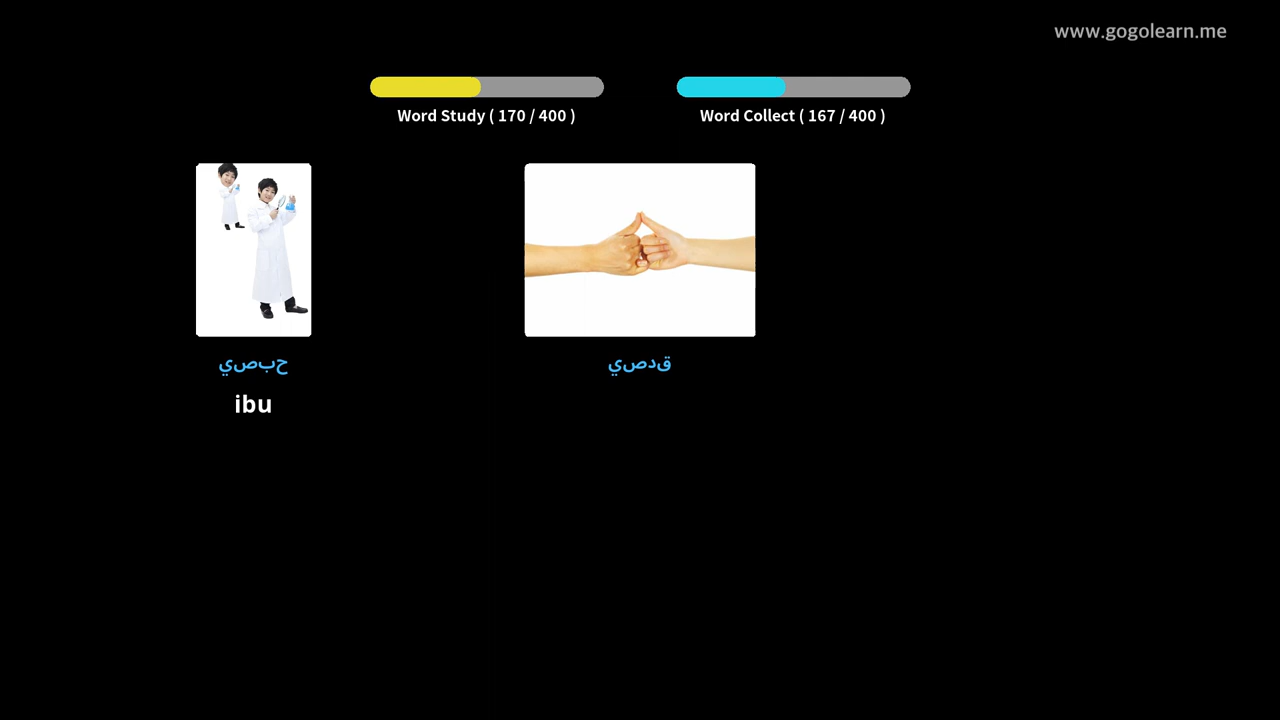 www.gogolearn.me
Word Study ( 170 / 400 )
Word Collect ( 167 / 400 )
حبصي
قدصي
ibu